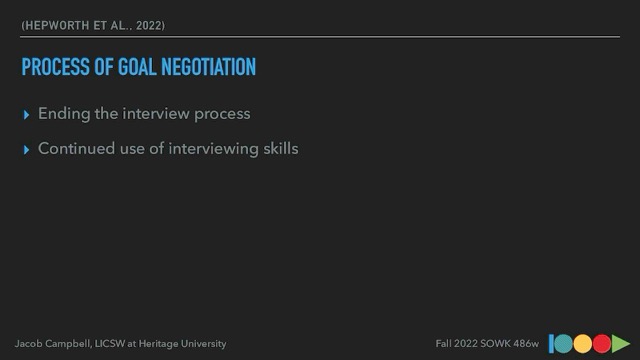 (HEPWORTH ET AL., 2022)
PROCESS OF GOAL NEGOTIATION
Ending the interview process
Continued use of interviewing skills
Jacob Campbell, LICSW at Heritage University
Fall 2022 SOWK 486w